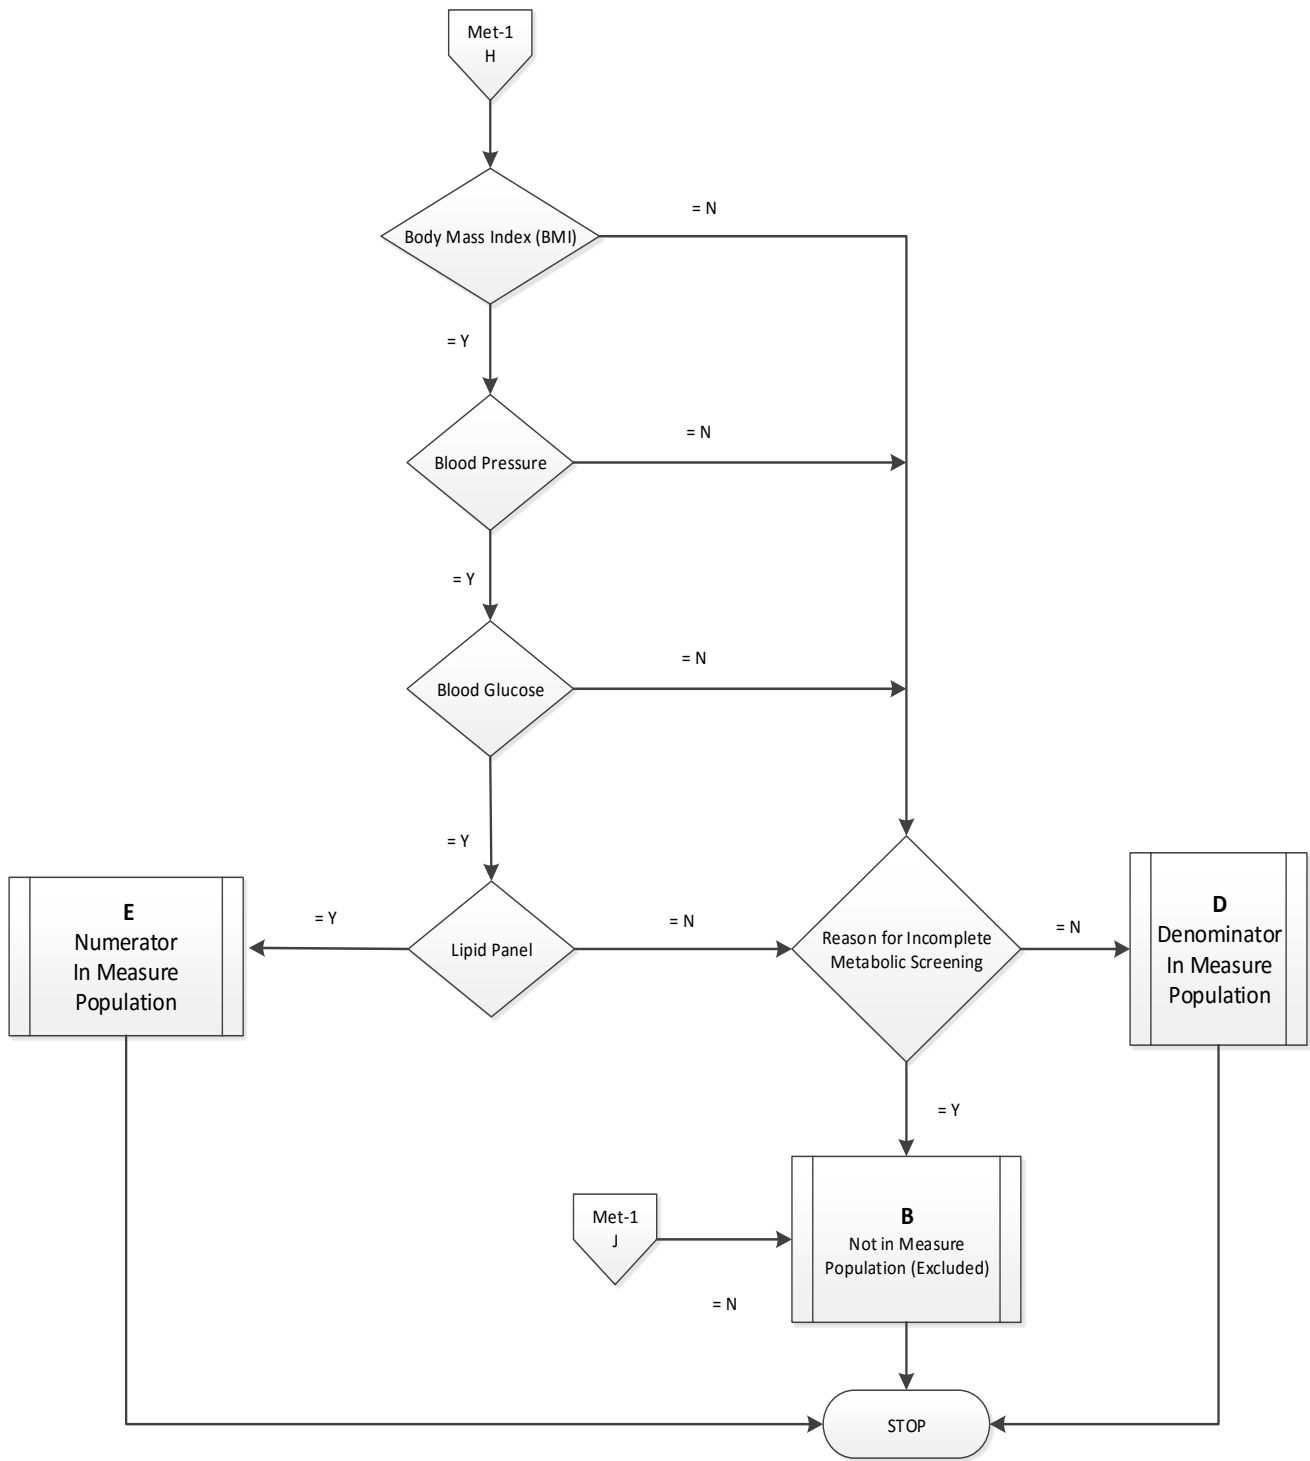 Met-1
H
Body Mass Index (BMI)
= N
= Y
Blood Pressure
= N
= Y
Blood Glucose
= N
= Y
E
Numerator
In Measure
Population
= Y
Lipid Panel
= N
Reason for Incomplete
Metabolic Screening
= N
D
Denominator
In Measure
Population
= Y
Met-1
J
= N
B
Not in Measure
Population (Excluded)
STOP